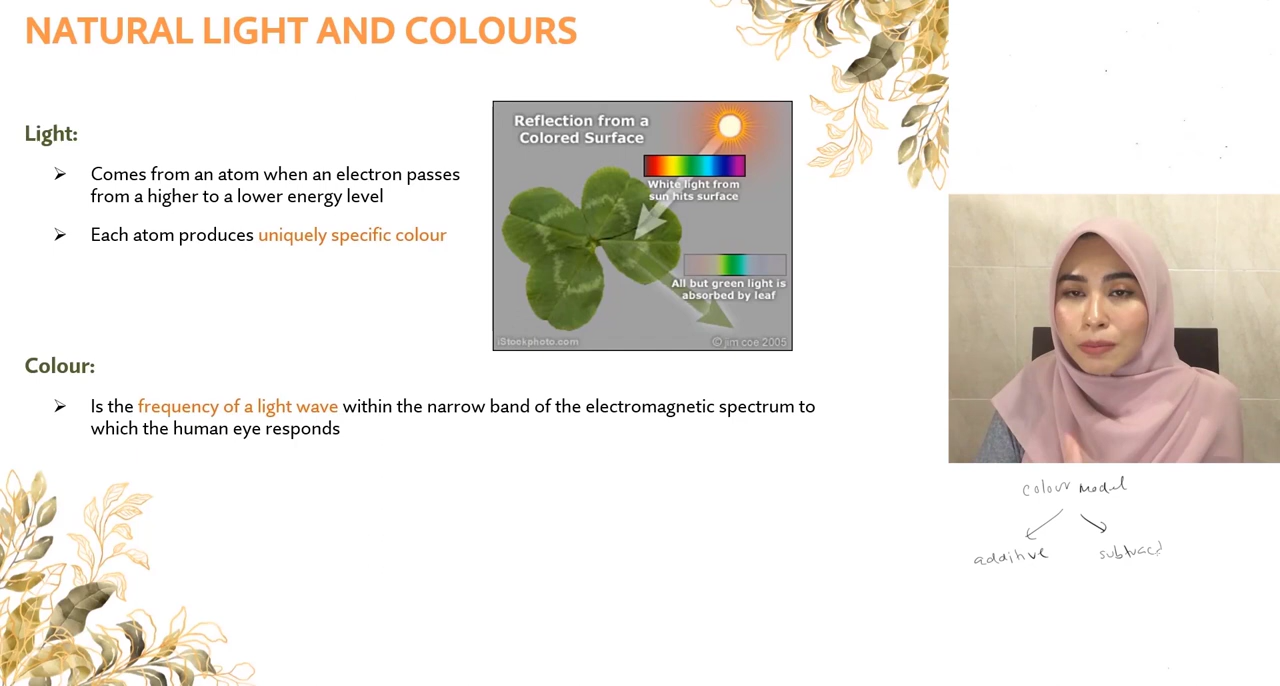 NATURAL LIGHT AND COLOURS
Light:
➢ Comes from an atom when an electron passes
from a higher to a lower energy level
➢ Each atom produces uniquely specific colour
Reflection from a
Colored Surface
White light from
sun hits surface
All but green light is
absorbed by leaf
iStockphoto.com
© jim coe 2005
Colour:
➢ Is the frequency of a light wave within the narrow band of the electromagnetic spectrum to
which the human eye responds
colour model
additive
subtract